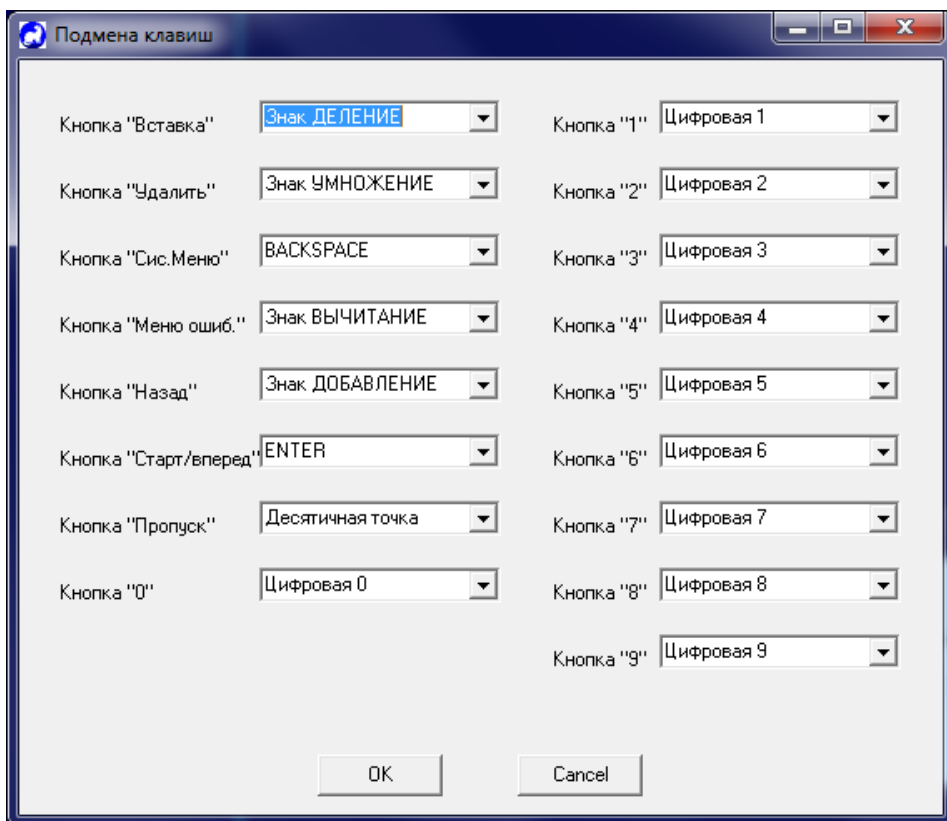 Подмена клавиш
Кнопка "Вставка" Знак ДЕЛЕНИЕ Кнопка "1" Цифровая 1
Кнопка "Удалить" Знак УМНОЖЕНИЕ Кнопка "2" Цифровая 2
Кнопка "Сис.Меню" BACKSPACE Кнопка "3" Цифровая 3
Кнопка "Меню ошиб." Знак ВЫЧИТАНИЕ Кнопка "4" Цифровая 4
Кнопка "Назад" Знак ДОБАВЛЕНИЕ Кнопка "5" Цифровая 5
Кнопка "Старт/вперед" ENTER Кнопка "6" Цифровая 6
Кнопка "Пропуск" Десятичная точка Кнопка "7" Цифровая 7
Кнопка "0" Цифровая 0 Кнопка "8" Цифровая 8
Кнопка "9" Цифровая 9
OK Cancel